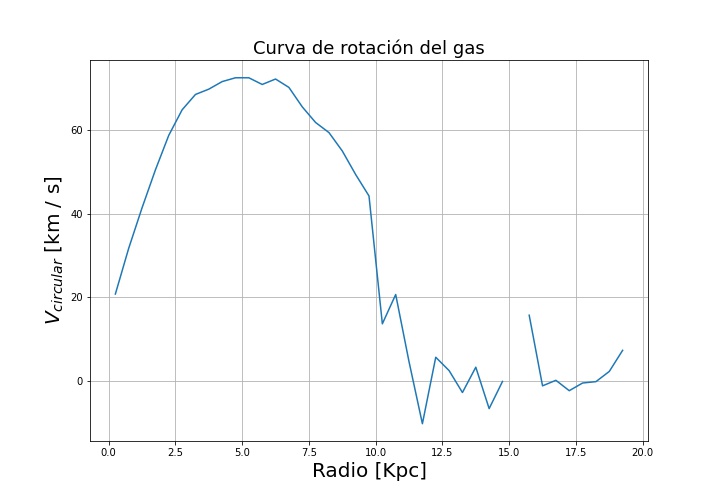 Curva de rotación del gas
V_circular [km / s]
60
40
20
0
0.0 2.5 5.0 7.5 10.0 12.5 15.0 17.5 20.0
Radio [Kpc]